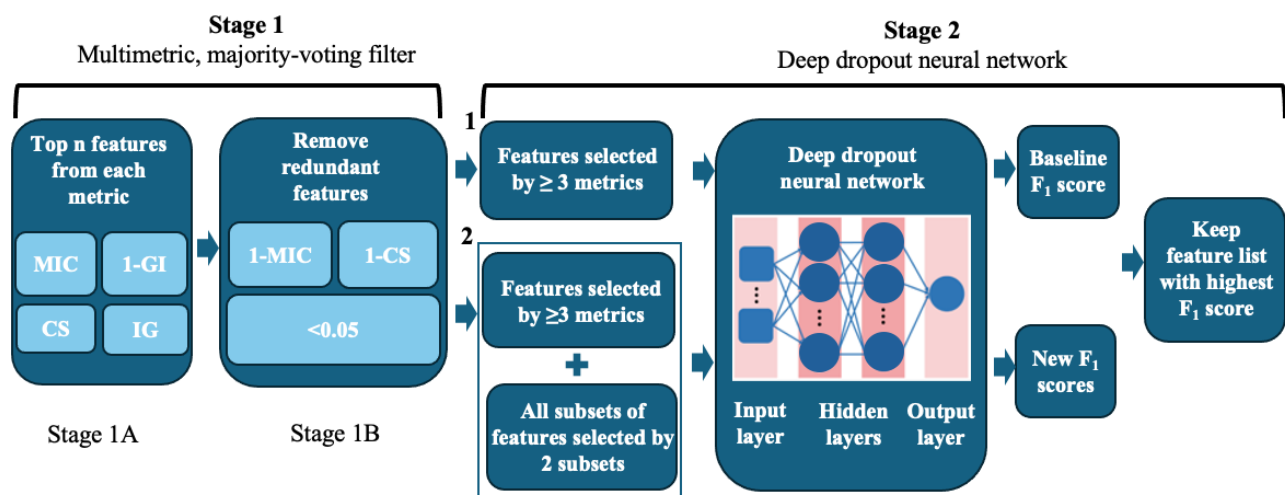 Stage 1
Multimetric, majority-voting filter
Stage 2
Deep dropout neural network
Top n features
from each
metric
MIC
1-GI
CS
IG
Stage 1A
Remove
redundant
features
1-MIC
1-CS
<0.05
Stage 1B
1
Features selected
by ≥ 3 metrics
2
Features selected
by ≥3 metrics
+
All subsets of
features selected by
2 subsets
Deep dropout
neural network
Input
layer
Hidden
layers
Output
layer
Baseline
F₁ score
New F₁
scores
Keep
feature list
with highest
F₁ score